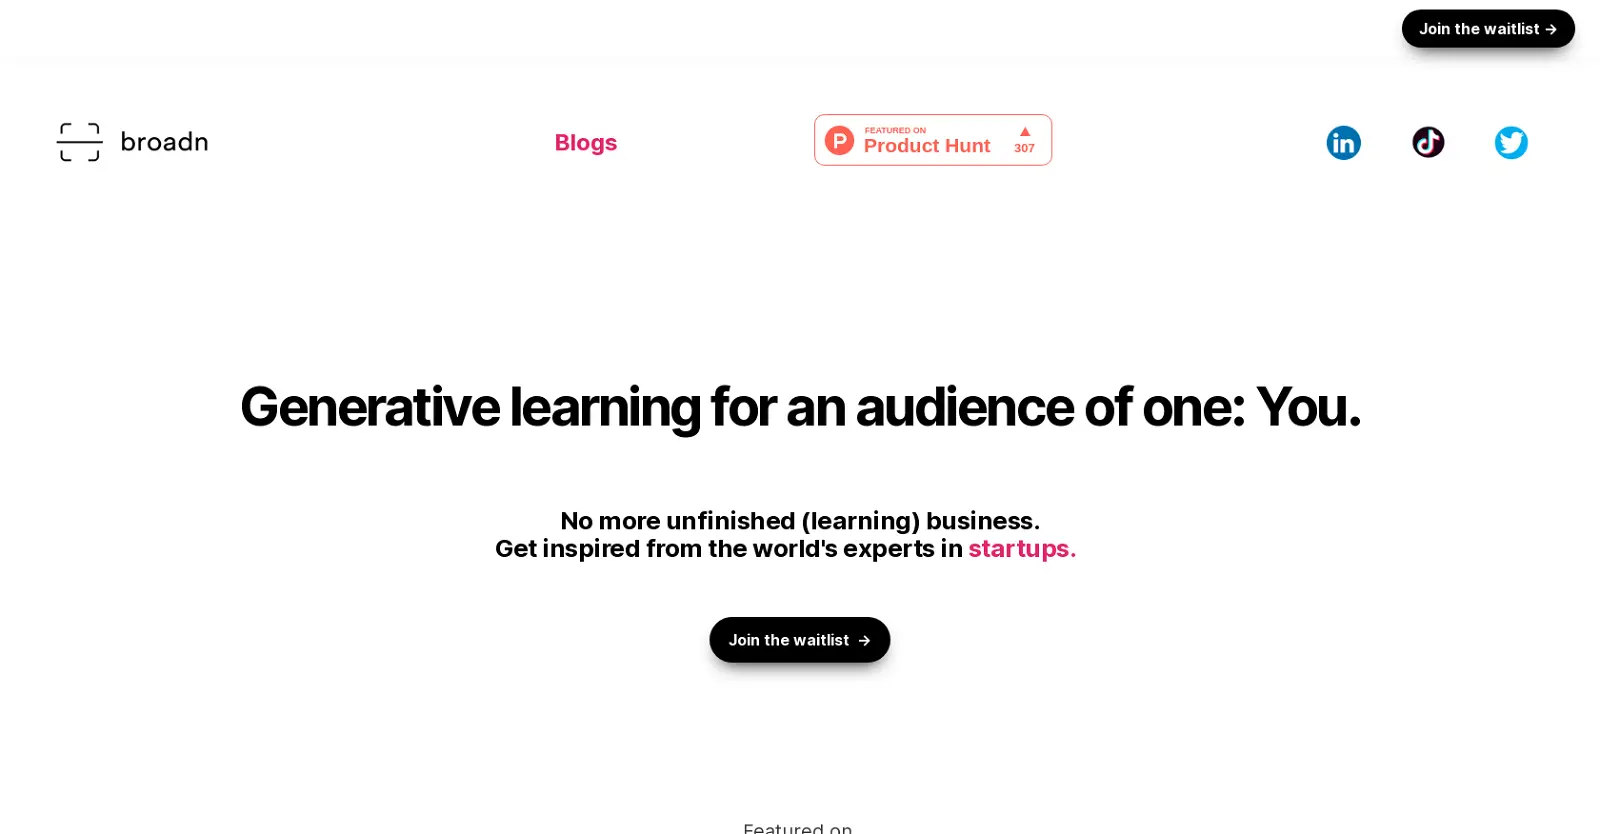 Join the waitlist →
broadn
Blogs
FEATURED ON
Product Hunt
▲
307
Generative learning for an audience of one: You.
No more unfinished (learning) business.
Get inspired from the world's experts in startups.
Join the waitlist →
Featured on